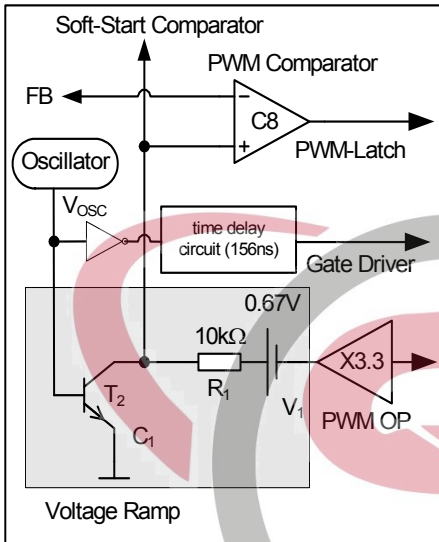 Soft-Start Comparator
PWM Comparator
FB
C8
Oscillator
PWM-Latch
VOSC
time delay
circuit (156ns)
Gate Driver
0.67V
10kΩ
X3.3
T2
R1
V1
PWM OP
C1
Voltage Ramp